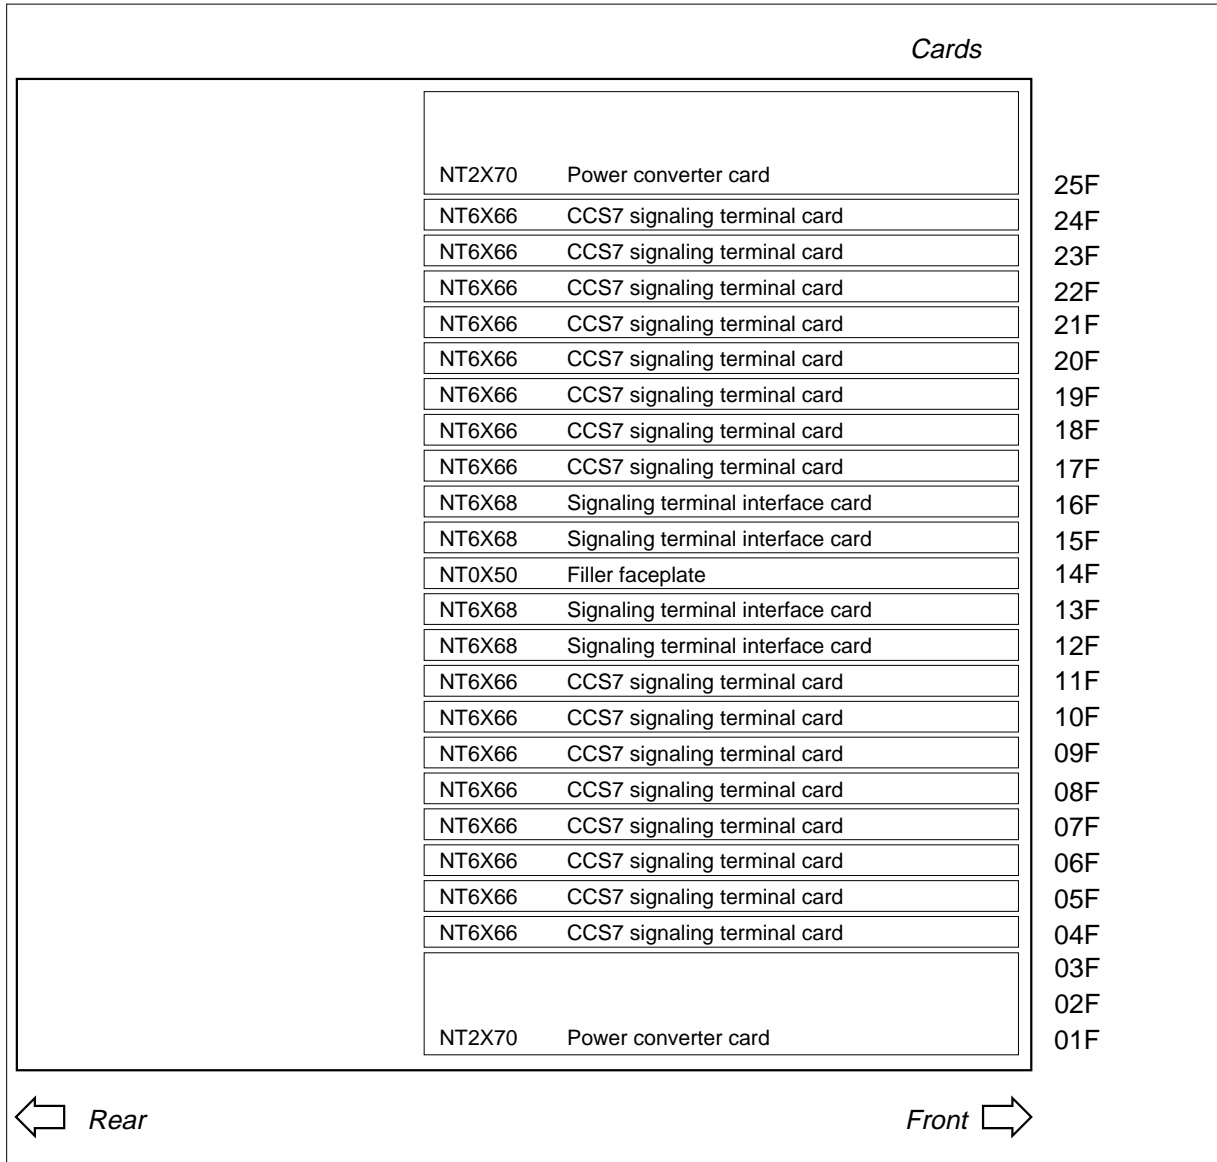 Cards
NT2X70 Power converter card 25F
NT6X66 CCS7 signaling terminal card 24F
NT6X66 CCS7 signaling terminal card 23F
NT6X66 CCS7 signaling terminal card 22F
NT6X66 CCS7 signaling terminal card 21F
NT6X66 CCS7 signaling terminal card 20F
NT6X66 CCS7 signaling terminal card 19F
NT6X66 CCS7 signaling terminal card 18F
NT6X66 CCS7 signaling terminal card 17F
NT6X68 Signaling terminal interface card 16F
NT6X68 Signaling terminal interface card 15F
NT0X50 Filler faceplate 14F
NT6X68 Signaling terminal interface card 13F
NT6X68 Signaling terminal interface card 12F
NT6X66 CCS7 signaling terminal card 11F
NT6X66 CCS7 signaling terminal card 10F
NT6X66 CCS7 signaling terminal card 09F
NT6X66 CCS7 signaling terminal card 08F
NT6X66 CCS7 signaling terminal card 07F
NT6X66 CCS7 signaling terminal card 06F
NT6X66 CCS7 signaling terminal card 05F
NT6X66 CCS7 signaling terminal card 04F
03F
02F
NT2X70 Power converter card 01F
Rear Front